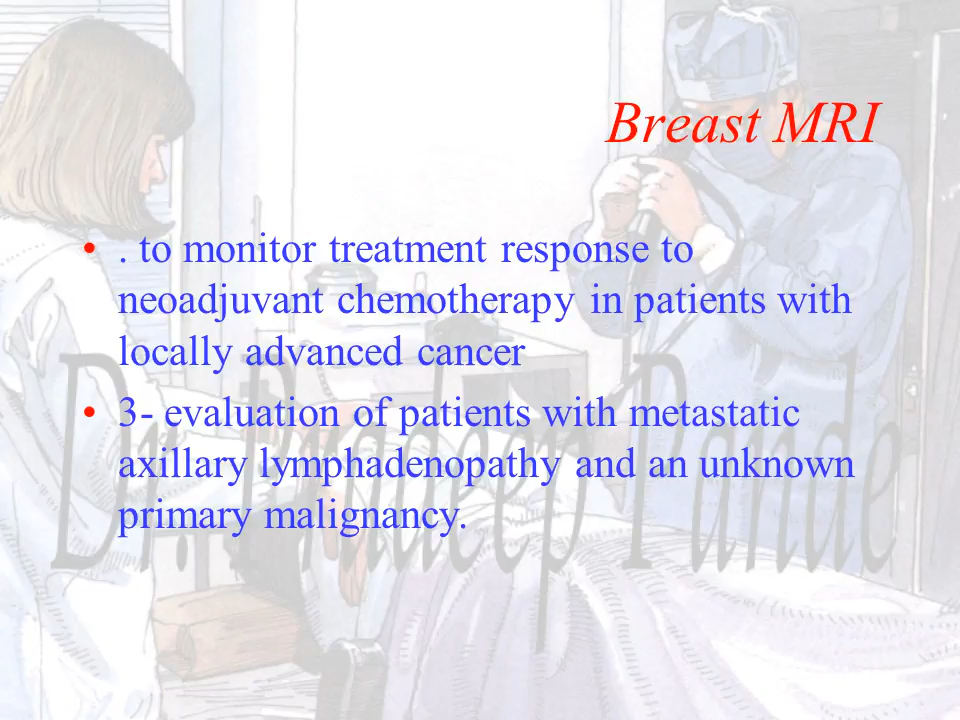 Breast MRI
• . to monitor treatment response to
neoadjuvant chemotherapy in patients with
locally advanced cancer
• 3- evaluation of patients with metastatic
axillary lymphadenopathy and an unknown
primary malignancy.
Dr. Pradeep Pande